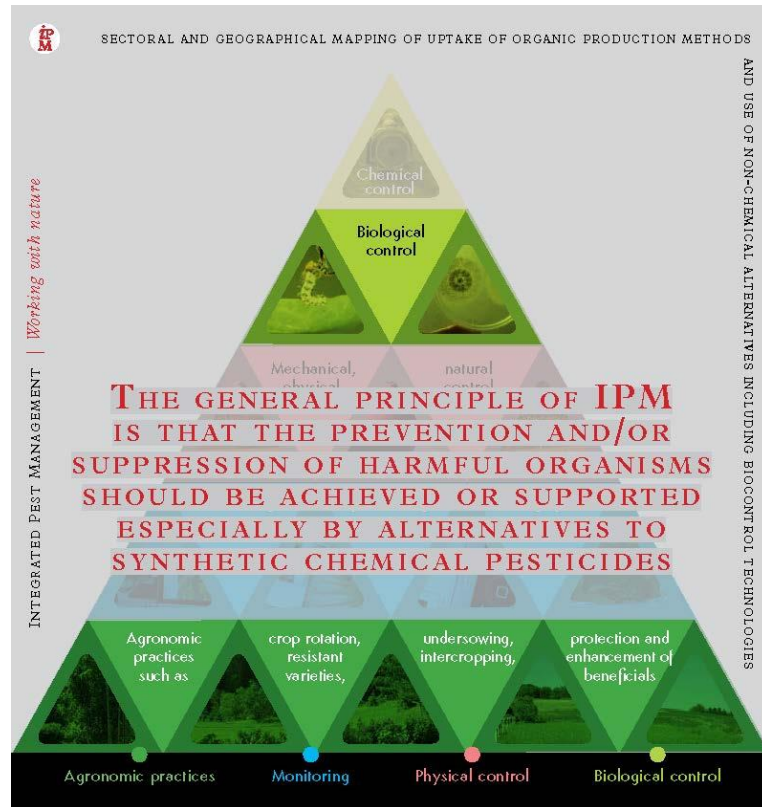 iPM
SECTORAL AND GEOGRAPHICAL MAPPING OF UPTAKE OF ORGANIC PRODUCTION METHODS
AND USE OF NON-CHEMICAL ALTERNATIVES INCLUDING BIOCONTROL TECHNOLOGIES
INTEGRATED PEST MANAGEMENT | Working with nature
Chemical
control
Biological
control
Mechanical,
physical
natural
control
THE GENERAL PRINCIPLE OF IPM
IS THAT THE PREVENTION AND/OR
SUPPRESSION OF HARMFUL ORGANISMS
SHOULD BE ACHIEVED OR SUPPORTED
ESPECIALLY BY ALTERNATIVES TO
SYNTHETIC CHEMICAL PESTICIDES
Agronomic
practices
such as
crop rotation,
resistant
varieties,
undersowing,
intercropping,
protection and
enhancement of
beneficials
Agronomic practices
Monitoring
Physical control
Biological control